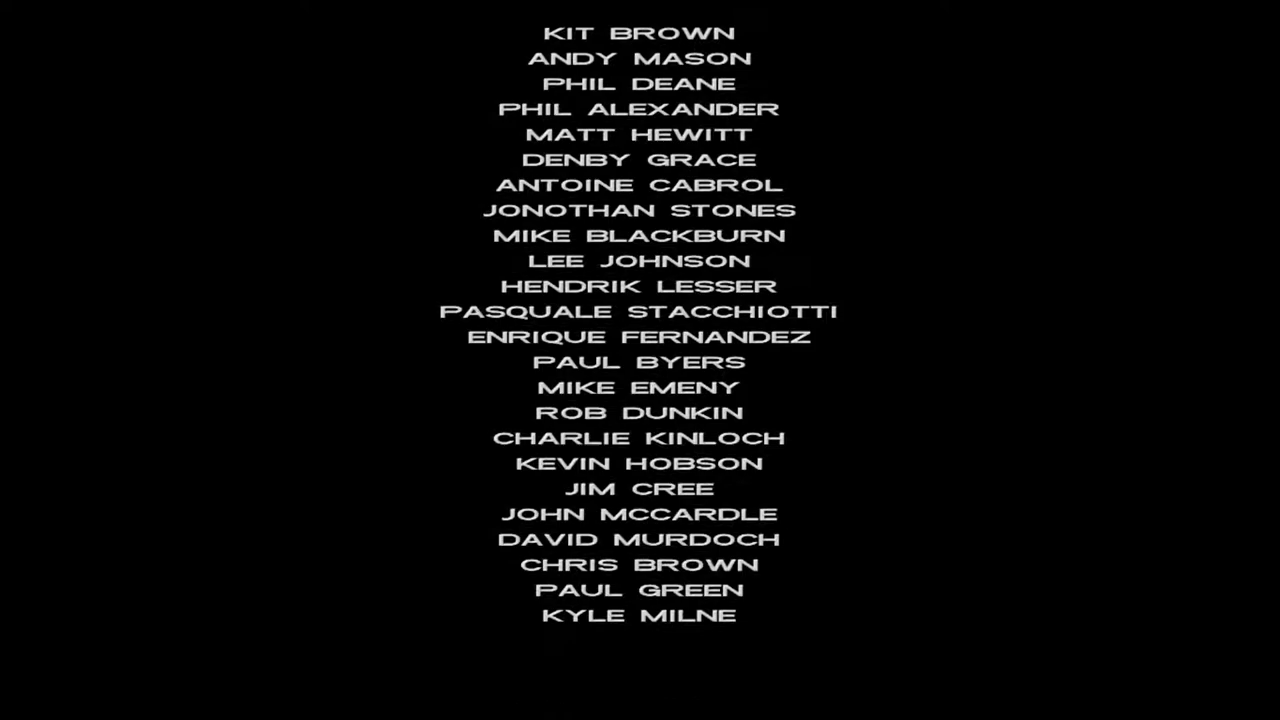 KIT BROWN
ANDY MASON
PHIL DEANE
PHIL ALEXANDER
MATT HEWITT
DENBY GRACE
ANTOINE CABROL
JONOTHAN STONES
MIKE BLACKBURN
LEE JOHNSON
HENDRIK LESSER
PASQUALE STACCHIOTTI
ENRIQUE FERNANDEZ
PAUL BYERS
MIKE EMENY
ROB DUNKIN
CHARLIE KINLOCH
KEVIN HOBSON
JIM CREE
JOHN MCCARDLE
DAVID MURDOCH
CHRIS BROWN
PAUL GREEN
KYLE MILNE